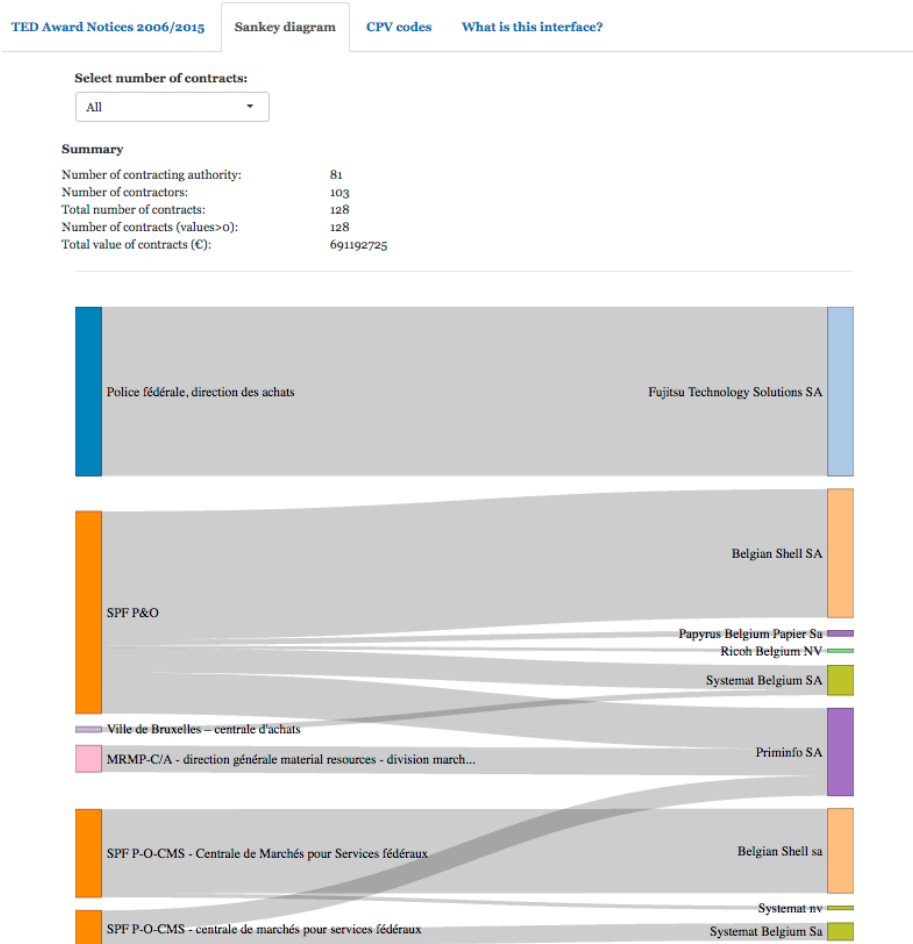 TED Award Notices 2006/2015 Sankey diagram CPV codes What is this interface?
Select number of contracts:
All
Summary
Number of contracting authority: 81
Number of contractors: 103
Total number of contracts: 128
Number of contracts (values>0): 128
Total value of contracts (€): 691192725
Police fédérale, direction des achats Fujitsu Technology Solutions SA
Belgian Shell SA
SPF P&O
Papyrus Belgium Papier Sa
Ricoh Belgium NV
Systemat Belgium SA
Ville de Bruxelles – centrale d'achats
Priminfo SA
MRMP-C/A - direction générale material resources - division march...
SPF P-O-CMS - Centrale de Marchés pour Services fédéraux Belgian Shell sa
Systemat nv
SPF P-O-CMS - centrale de marchés pour services fédéraux Systemat Belgium Sa